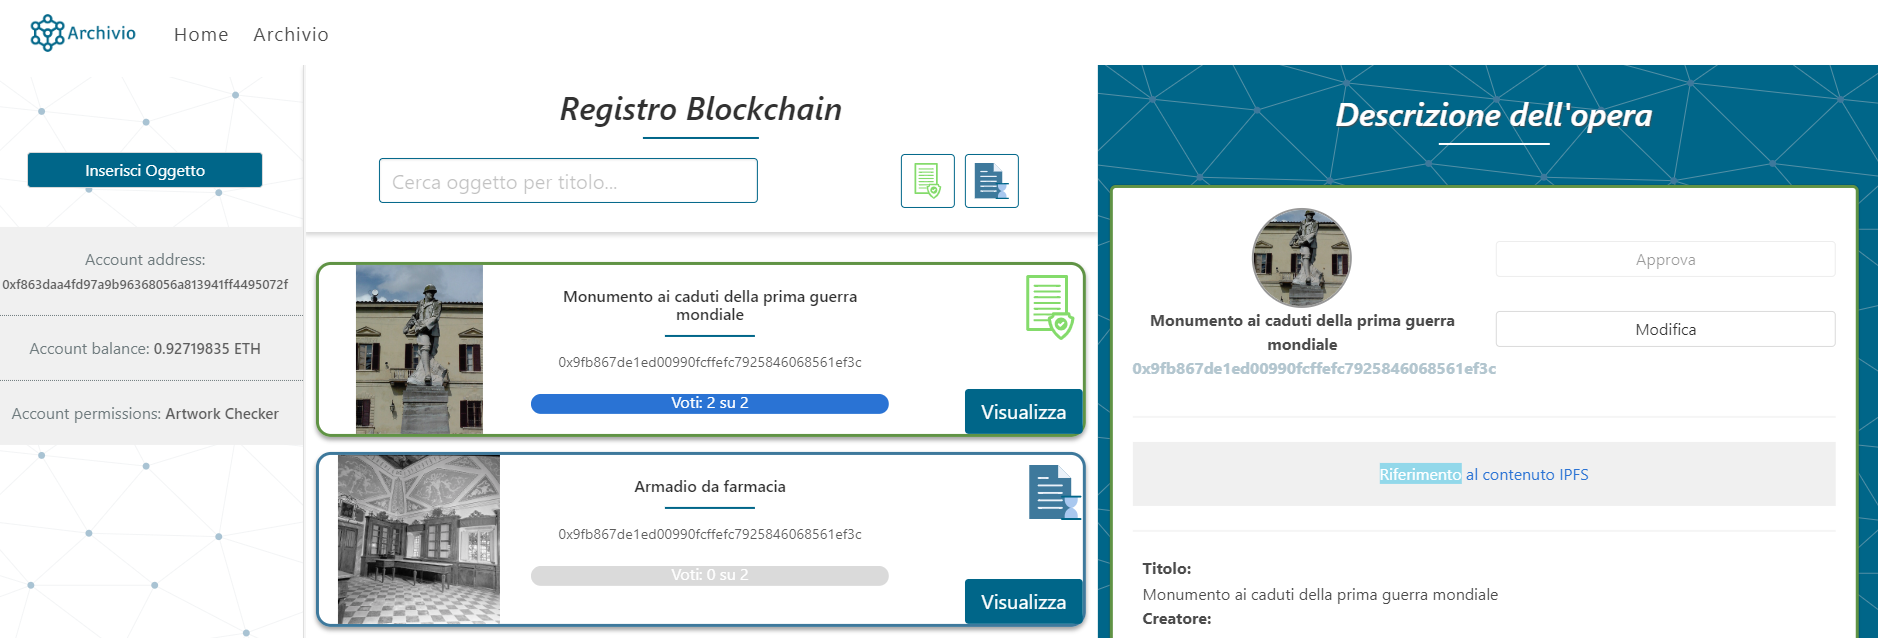 Archivio
Home
Archivio
Inserisci Oggetto
Account address:
0xf863daa4fd97a9b96368056a813941ff4495072f
Account balance: 0.92719835 ETH
Account permissions: Artwork Checker
Registro Blockchain
Cerca oggetto per titolo...
Monumento ai caduti della prima guerra
mondiale
0x9fb867de1ed00990fcffefc7925846068561ef3c
Voti: 2 su 2
Visualizza
Armadio da farmacia
0x9fb867de1ed00990fcffefc7925846068561ef3c
Voti: 0 su 2
Visualizza
Descrizione dell'opera
Approva
Modifica
Monumento ai caduti della prima guerra
mondiale
0x9fb867de1ed00990fcffefc7925846068561ef3c
Riferimento al contenuto IPFS
Titolo:
Monumento ai caduti della prima guerra mondiale
Creatore: